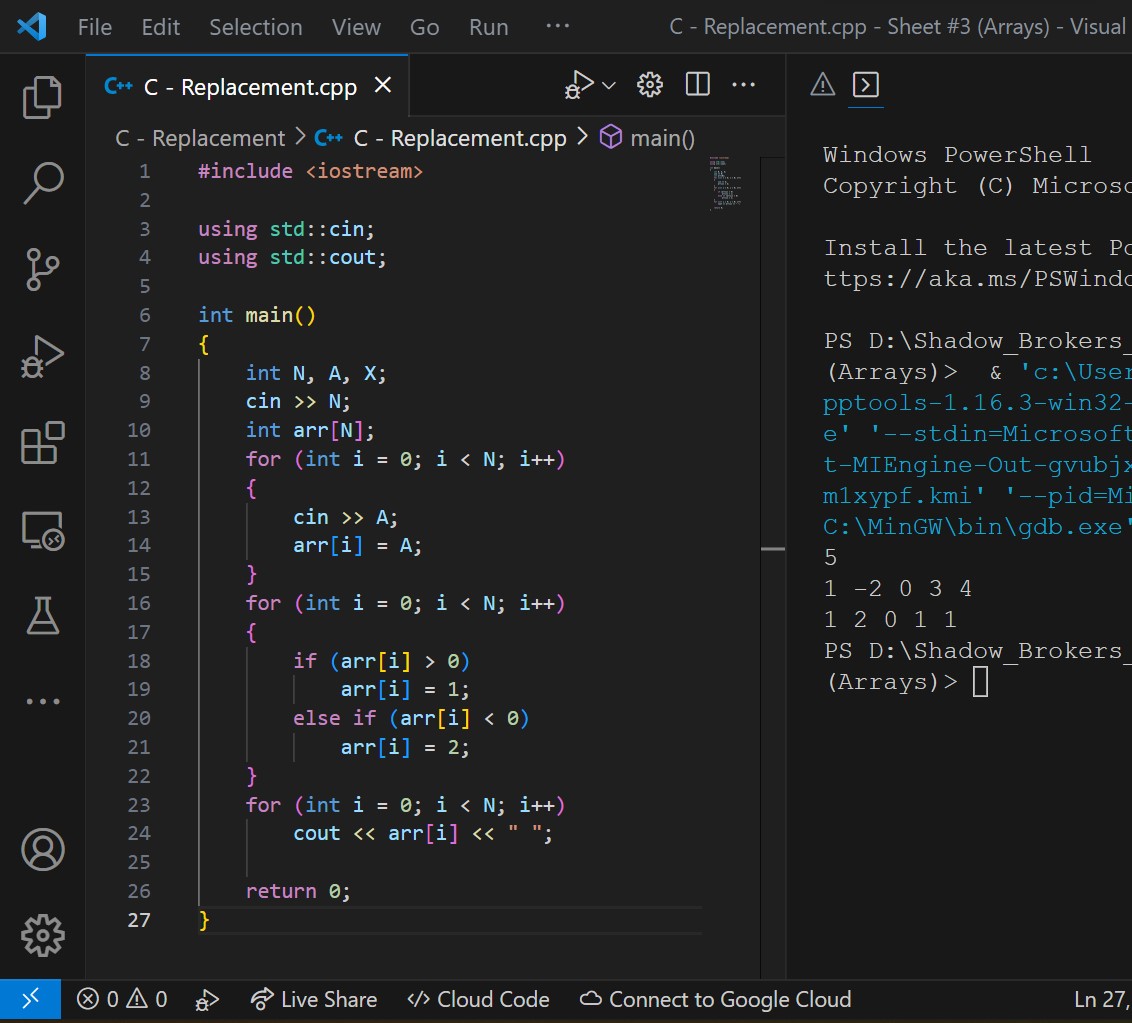 File Edit Selection View Go Run ··· C - Replacement.cpp - Sheet #3 (Arrays) - Visual
C++ C - Replacement.cpp
C - Replacement > C++ C - Replacement.cpp > main()
1 #include <iostream>
2
3 using std::cin;
4 using std::cout;
5
6 int main()
7 {
8 int N, A, X;
9 cin >> N;
10 int arr[N];
11 for (int i = 0; i < N; i++)
12 {
13 cin >> A;
14 arr[i] = A;
15 }
16 for (int i = 0; i < N; i++)
17 {
18 if (arr[i] > 0)
19 arr[i] = 1;
20 else if (arr[i] < 0)
21 arr[i] = 2;
22 }
23 for (int i = 0; i < N; i++)
24 cout << arr[i] << " ";
25
26 return 0;
27 }
Windows PowerShell
Copyright (C) Microso
Install the latest Po
ttps://aka.ms/PSWindo
PS D:\Shadow_Brokers_
(Arrays)> & 'c:\User
pptools-1.16.3-win32-
e' '--stdin=Microsoft
t-MIEngine-Out-gvubjx
m1xypf.kmi' '--pid=Mi
C:\MinGW\bin\gdb.exe'
5
1 -2 0 3 4
1 2 0 1 1
PS D:\Shadow_Brokers_
(Arrays)>
0 0 Live Share Cloud Code Connect to Google Cloud Ln 27,